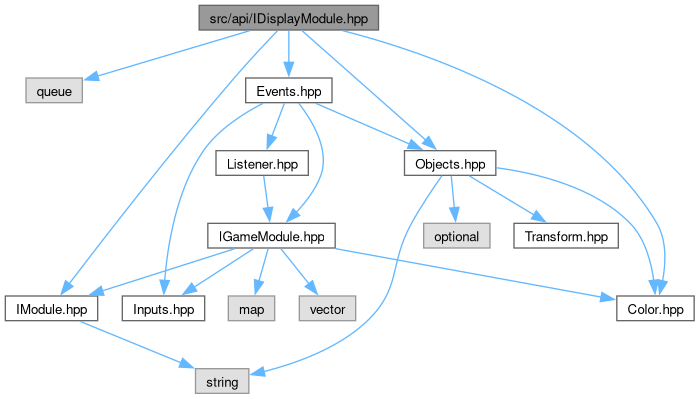 src/api/IDisplayModule.hpp
queue
Events.hpp
Listener.hpp
Objects.hpp
IGameModule.hpp
optional
Transform.hpp
IModule.hpp
Inputs.hpp
map
vector
Color.hpp
string